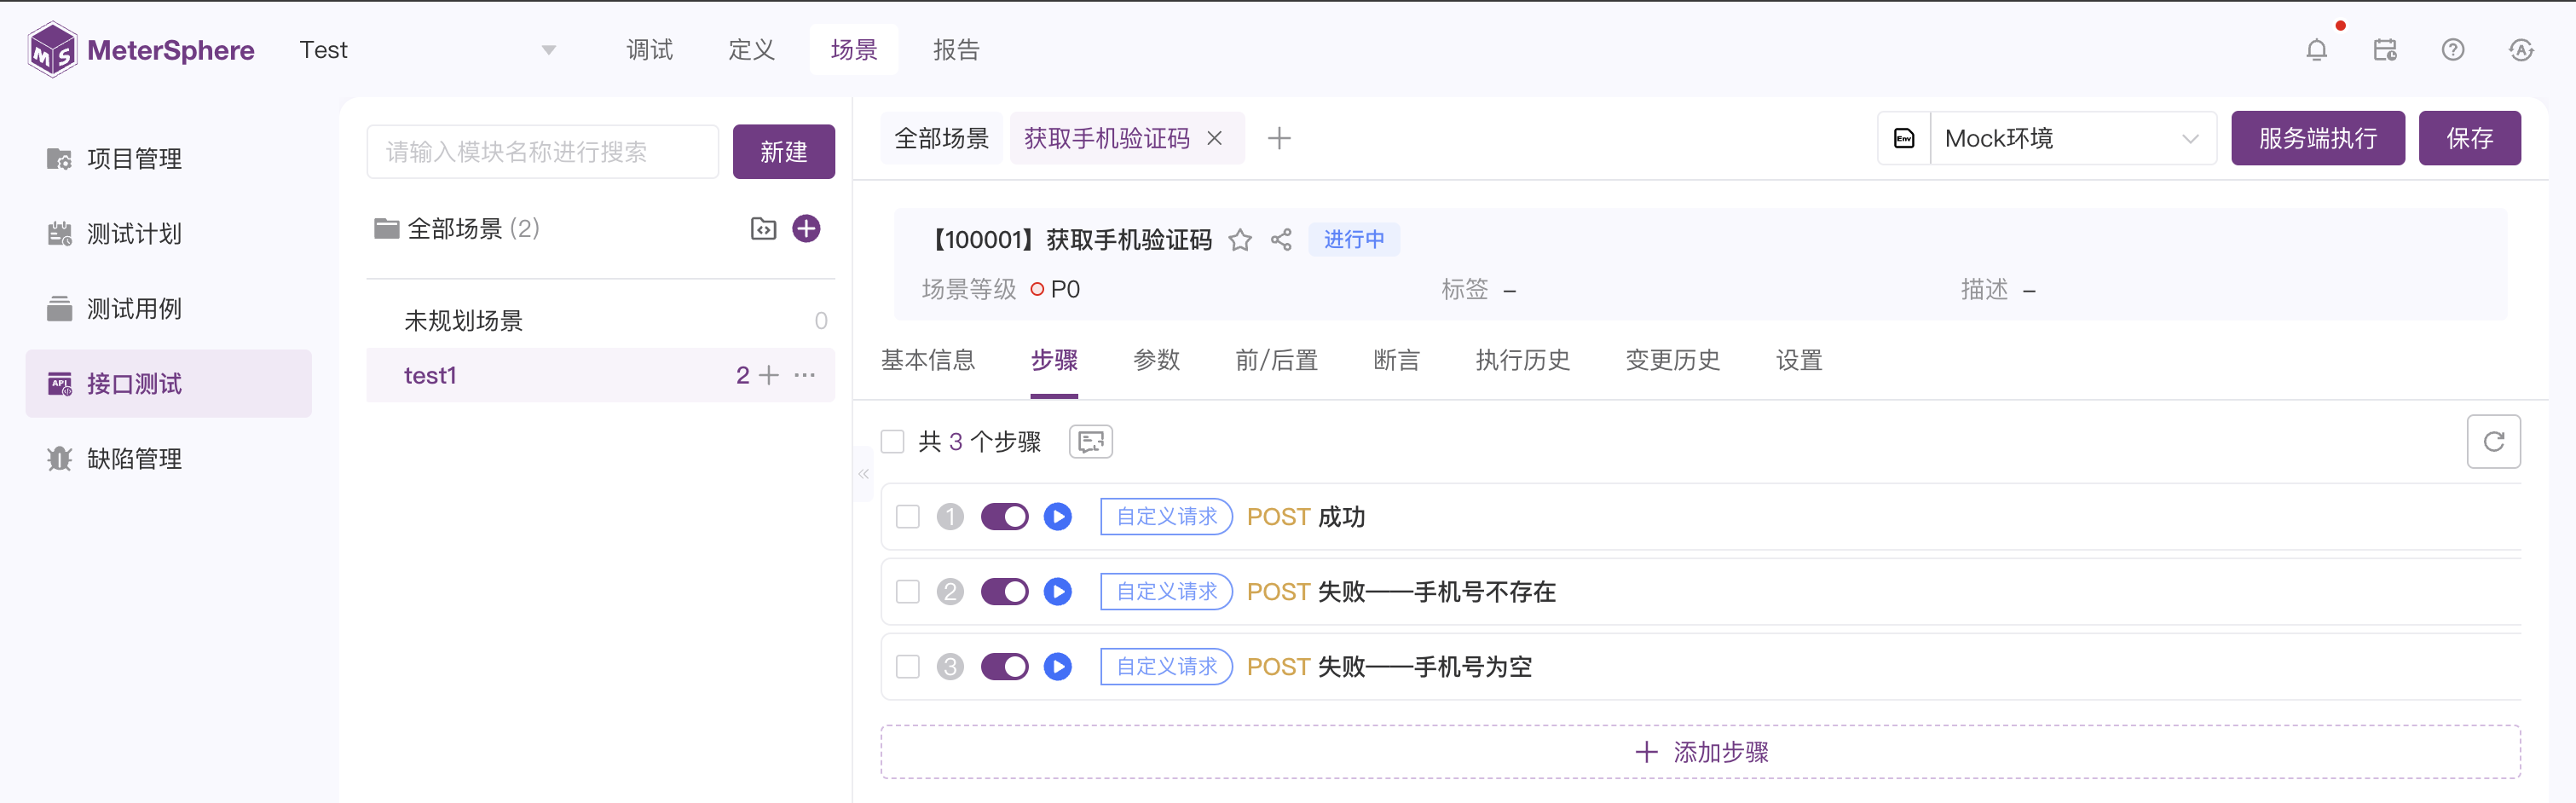 MeterSphere
Test
调试
定义
场景
报告
项目管理
测试计划
测试用例
接口测试
缺陷管理
请输入模块名称进行搜索
新建
全部场景 (2)
未规划场景 0
test1 2
全部场景
获取手机验证码
Mock环境
服务端执行
保存
【100001】获取手机验证码
进行中
场景等级 P0
标签 –
描述 –
基本信息
步骤
参数
前/后置
断言
执行历史
变更历史
设置
共 3 个步骤
1 自定义请求 POST 成功
2 自定义请求 POST 失败——手机号不存在
3 自定义请求 POST 失败——手机号为空
添加步骤